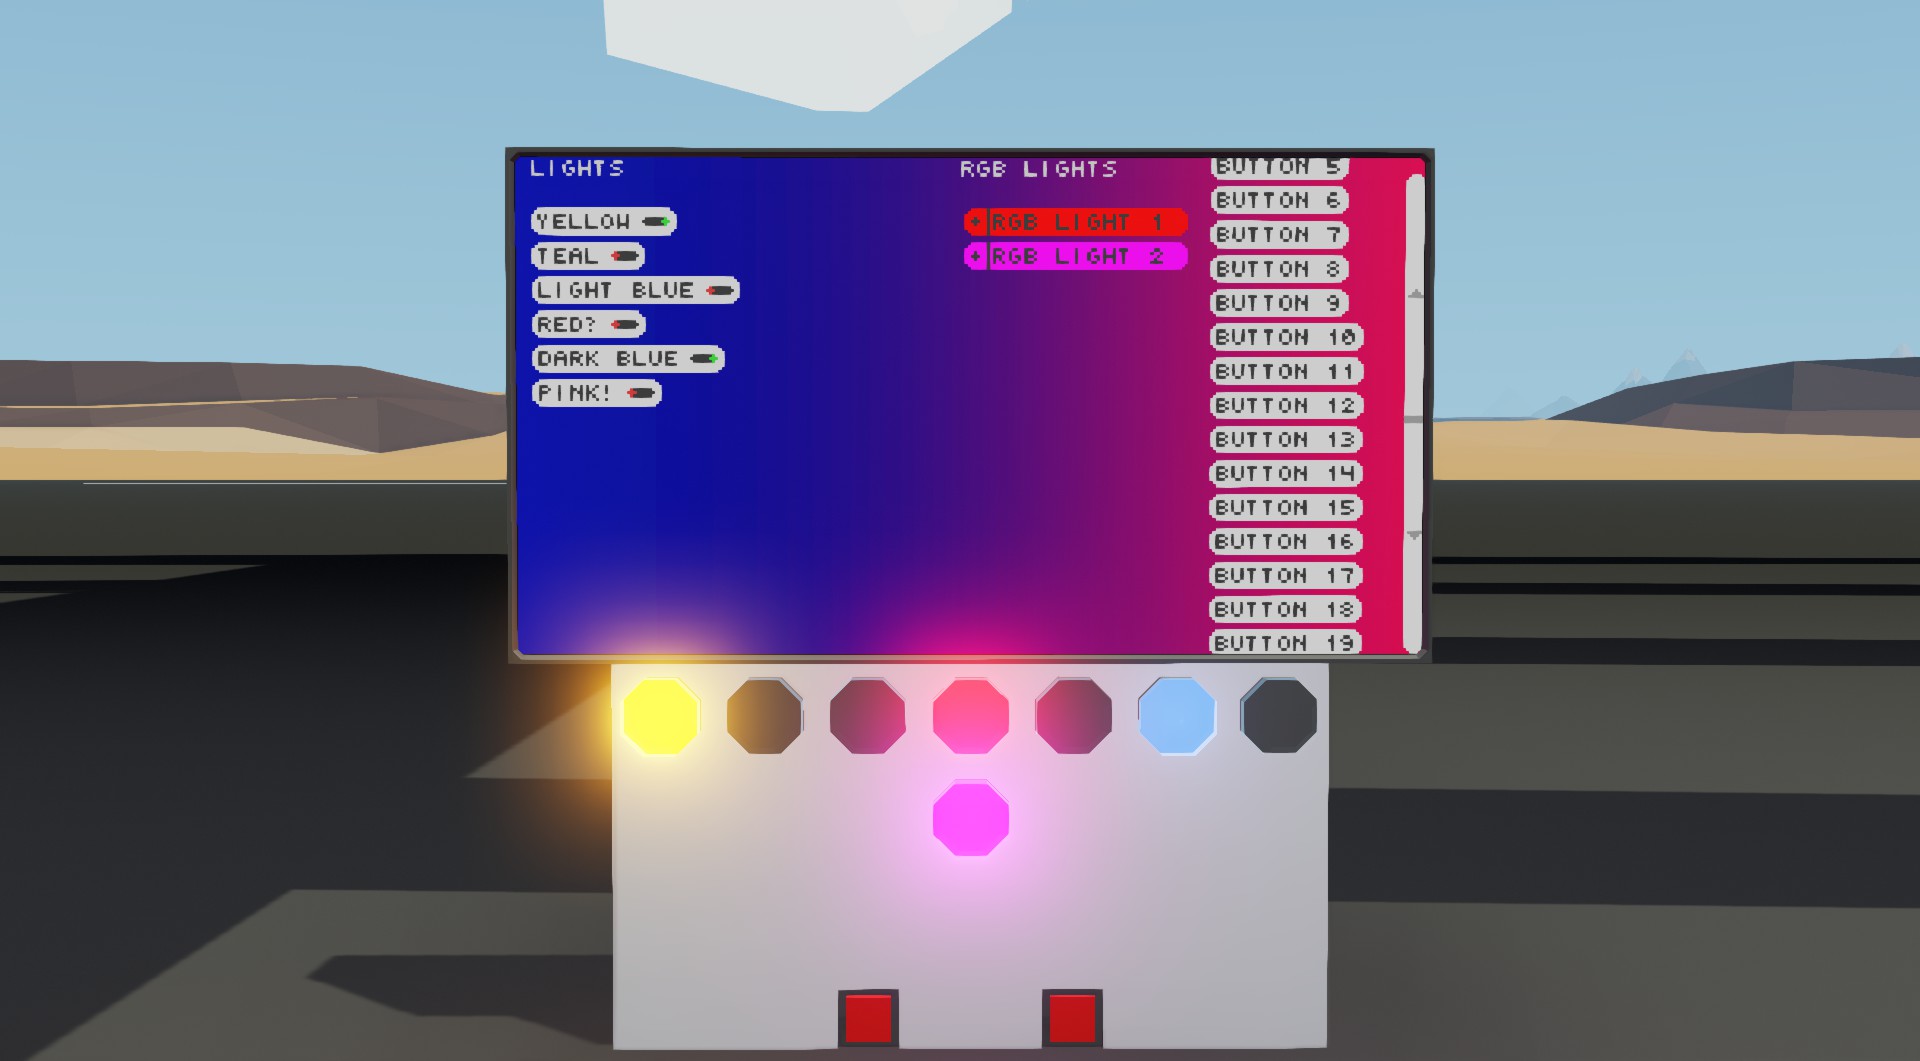 LIGHTS
YELLOW
TEAL
LIGHT BLUE
RED?
DARK BLUE
PINK!
RGB LIGHTS
+ RGB LIGHT 1
+ RGB LIGHT 2
BUTTON 5
BUTTON 6
BUTTON 7
BUTTON 8
BUTTON 9
BUTTON 10
BUTTON 11
BUTTON 12
BUTTON 13
BUTTON 14
BUTTON 15
BUTTON 16
BUTTON 17
BUTTON 18
BUTTON 19